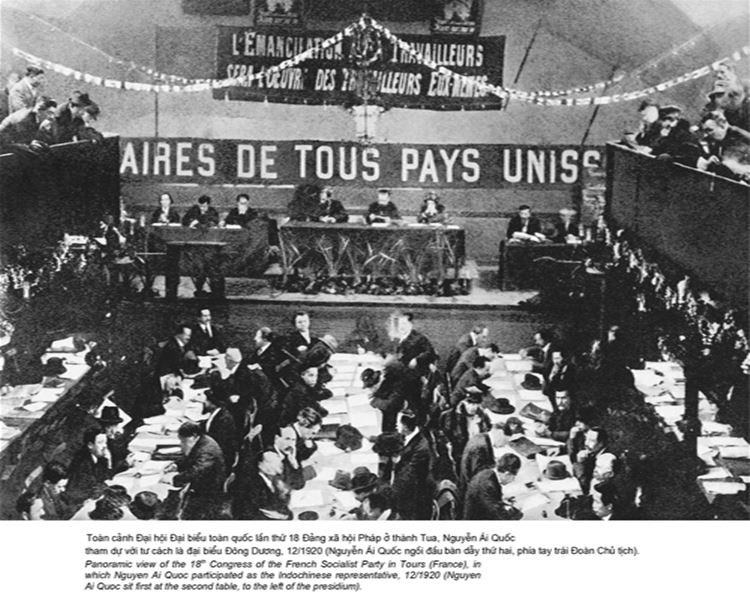 L'ÉMANCIPATION TRAVAILLEURS
SERA L'ŒUVRE DES TRAVAILLEURS EUX-MÊMES
AIRES DE TOUS PAYS UNISS
Toàn cảnh Đại hội Đại biểu toàn quốc lần thứ 18 Đảng xã hội Pháp ở thành Tua, Nguyễn Ái Quốc
tham dự với tư cách là đại biểu Đông Dương, 12/1920 (Nguyễn Ái Quốc ngồi đầu bàn dãy thứ hai, phía tay trái Đoàn Chủ tịch).
Panoramic view of the 18th Congress of the French Socialist Party in Tours (France), in
which Nguyen Ai Quoc participated as the Indochinese representative, 12/1920 (Nguyen
Ai Quoc sit first at the second table, to the left of the presidium).